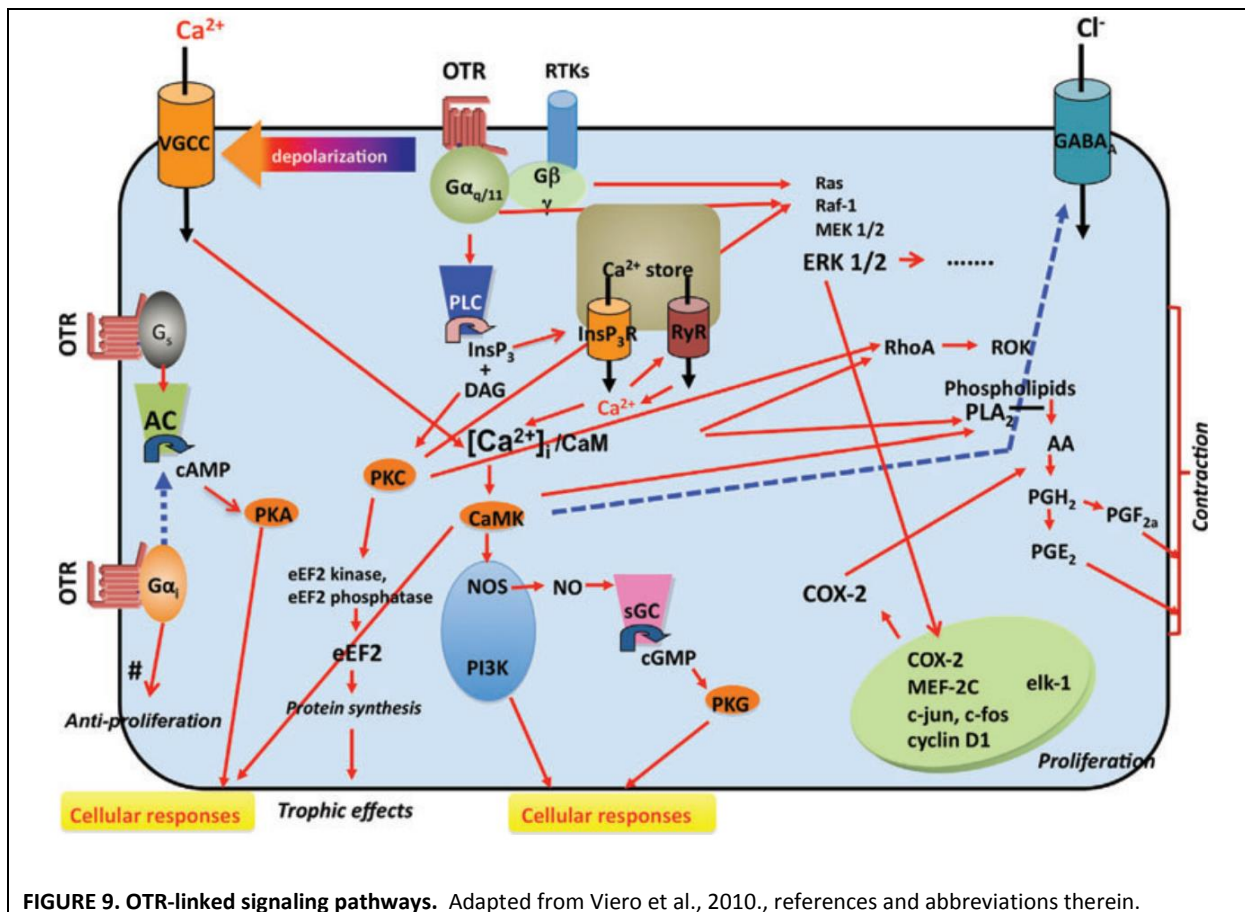 Ca²⁺
Cl⁻
OTR
RTKs
VGCC
depolarization
GABA_A
Gα_q/11
Gβ
γ
Ras
Raf-1
MEK 1/2
ERK 1/2
.......
Ca²⁺ store
PLC
InsP₃R
RyR
InsP₃
+
DAG
Ca²⁺
OTR
G_s
AC
cAMP
PKA
RhoA
ROK
Phospholipids
PLA₂
AA
PGH₂
PGF₂ₐ
PGE₂
Contraction
[Ca²⁺]ᵢ /CaM
PKC
CaMK
OTR
Gα_i
#
Anti-proliferation
eEF2 kinase,
eEF2 phosphatase
eEF2
Protein synthesis
NOS
NO
PI3K
sGC
cGMP
PKG
COX-2
COX-2
MEF-2C
elk-1
c-jun, c-fos
cyclin D1
Proliferation
Cellular responses
Trophic effects
Cellular responses
FIGURE 9. OTR-linked signaling pathways. Adapted from Viero et al., 2010., references and abbreviations therein.